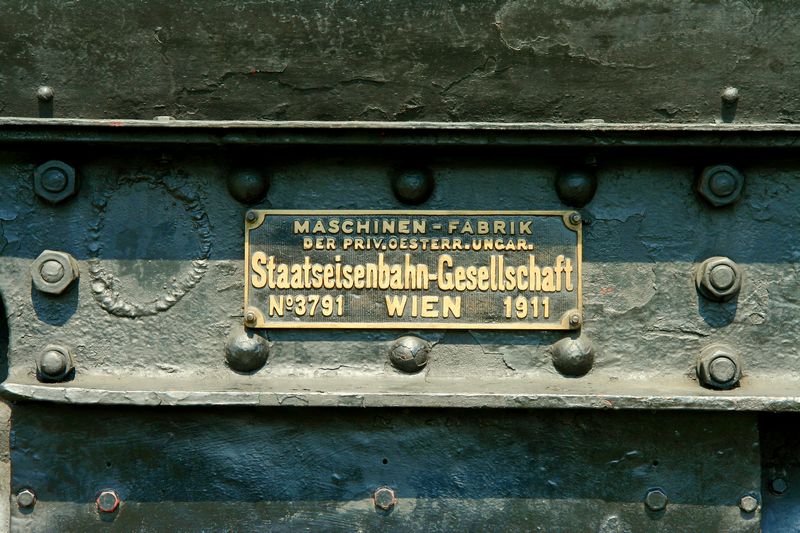 MASCHINEN-FABRIK
DER PRIV. OESTERR. UNGAR.
Staatseisenbahn-Gesellschaft
Nº3791 WIEN 1911